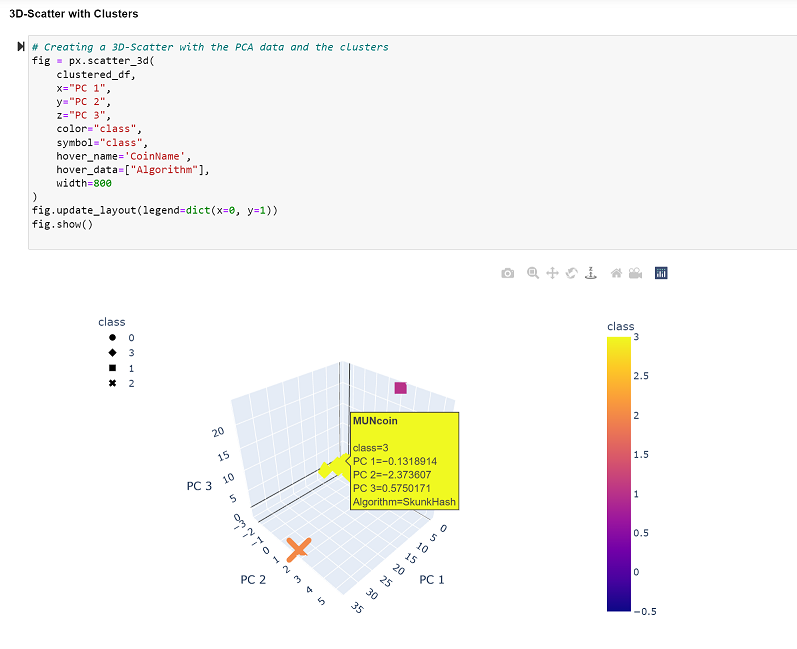 3D-Scatter with Clusters
# Creating a 3D-Scatter with the PCA data and the clusters
fig = px.scatter_3d(
    clustered_df,
    x="PC 1",
    y="PC 2",
    z="PC 3",
    color="class",
    symbol="class",
    hover_name='CoinName',
    hover_data=["Algorithm"],
    width=800
)
fig.update_layout(legend=dict(x=0, y=1))
fig.show()
class
0
3
1
2
MUNcoin
class=3
PC 1=−0.1318914
PC 2=−2.373607
PC 3=0.5750171
Algorithm=SkunkHash
20
15
10
5
0
PC 3
0
1
2
3
4
5
PC 2
0
5
10
15
20
25
30
35
PC 1
class
3
2.5
2
1.5
1
0.5
0
−0.5